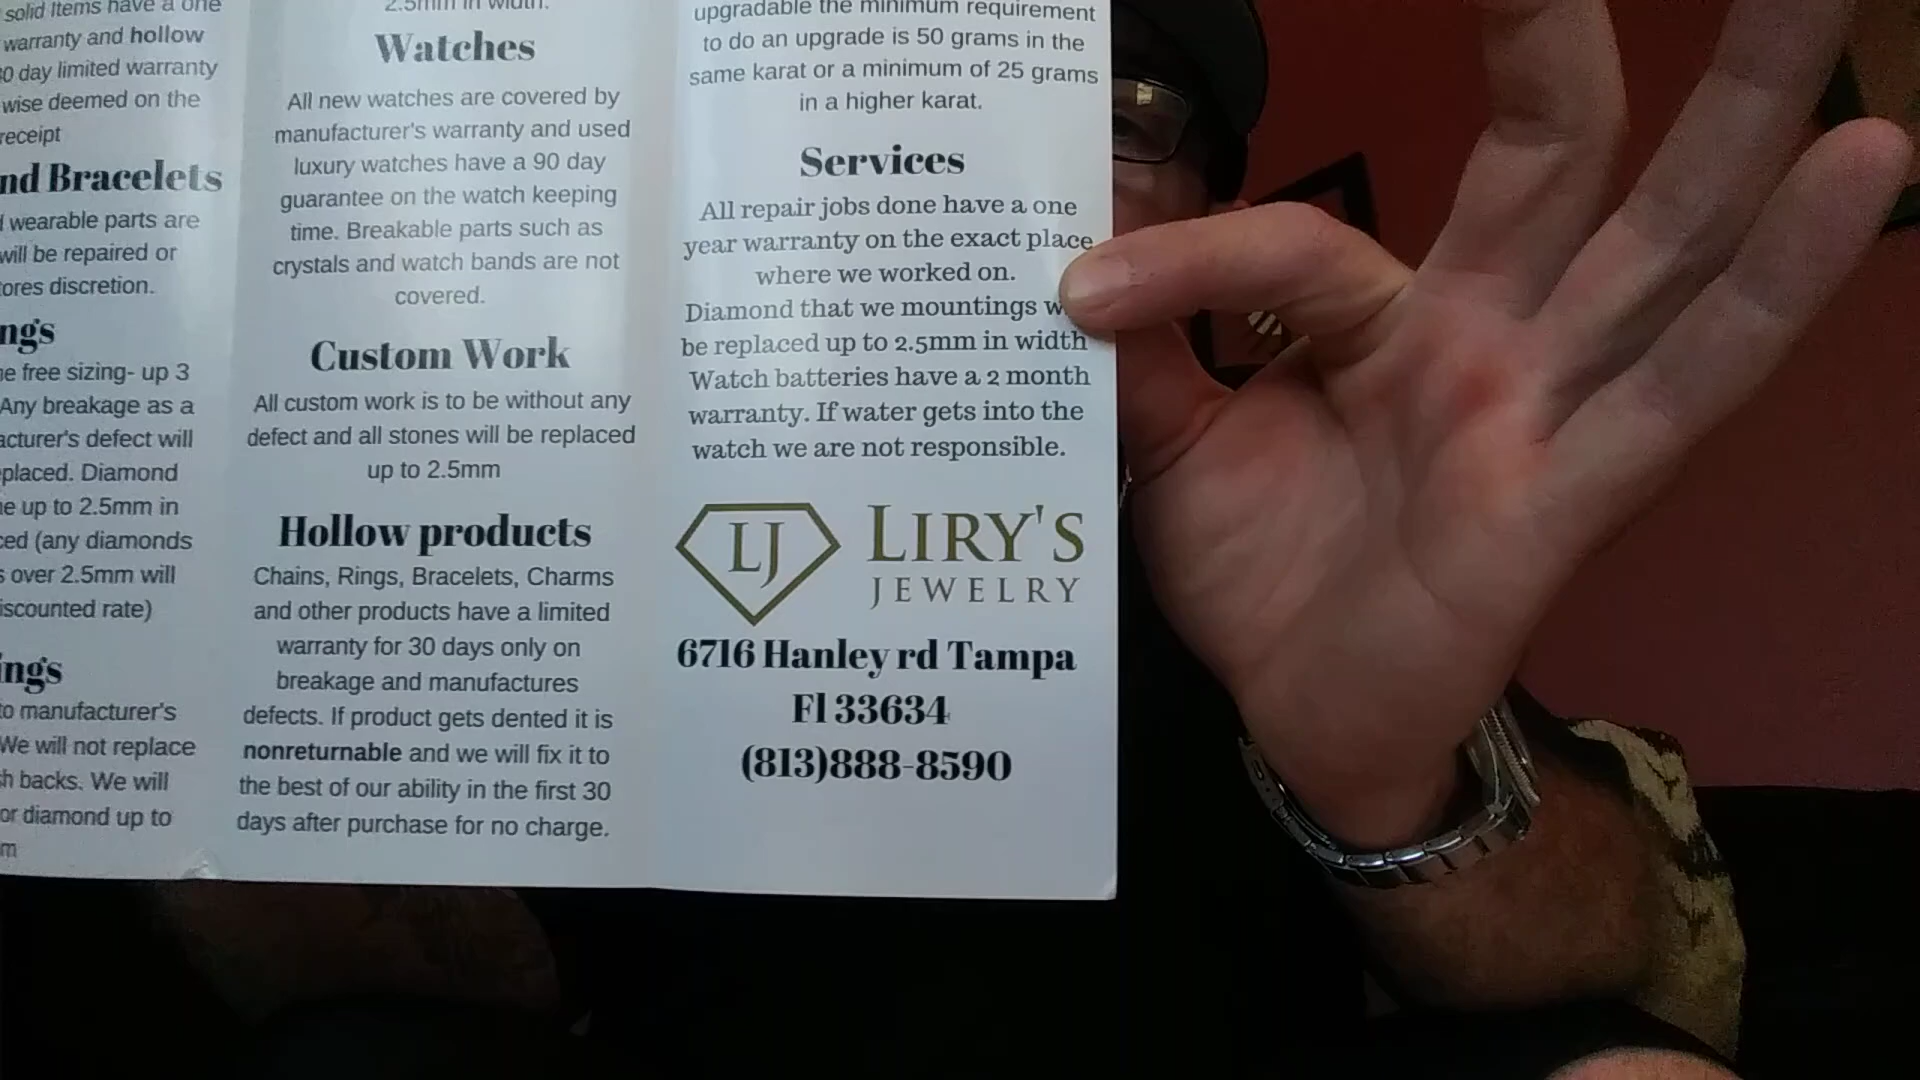 solid Items have a one
warranty and hollow
0 day limited warranty
wise deemed on the
receipt
nd Bracelets
wearable parts are
will be repaired or
ores discretion.
ngs
e free sizing- up 3
Any breakage as a
acturer's defect will
placed. Diamond
e up to 2.5mm in
ced (any diamonds
s over 2.5mm will
iscounted rate)
ings
to manufacturer's
We will not replace
h backs. We will
or diamond up to
m
2.5mm in width.
Watches
All new watches are covered by
manufacturer's warranty and used
luxury watches have a 90 day
guarantee on the watch keeping
time. Breakable parts such as
crystals and watch bands are not
covered.
Custom Work
All custom work is to be without any
defect and all stones will be replaced
up to 2.5mm
Hollow products
Chains, Rings, Bracelets, Charms
and other products have a limited
warranty for 30 days only on
breakage and manufactures
defects. If product gets dented it is
nonreturnable and we will fix it to
the best of our ability in the first 30
days after purchase for no charge.
upgradable the minimum requirement
to do an upgrade is 50 grams in the
same karat or a minimum of 25 grams
in a higher karat.
Services
All repair jobs done have a one
year warranty on the exact place
where we worked on.
Diamond that we mountings w
be replaced up to 2.5mm in width
Watch batteries have a 2 month
warranty. If water gets into the
watch we are not responsible.
LJ LIRY'S
JEWELRY
6716 Hanley rd Tampa
Fl 33634
(813)888-8590